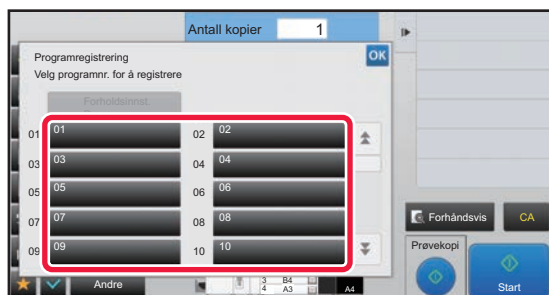 Antall kopier 1
Programregistrering
OK
Velg programnr. for å registrere
Forholdsinnst.
01 01 02 02
03 03 04 04
05 05 06 06
07 07 08 08
09 09 10 10
Forhåndsvis CA
Prøvekopi
Start
Andre
3 B4
4 A3
A4